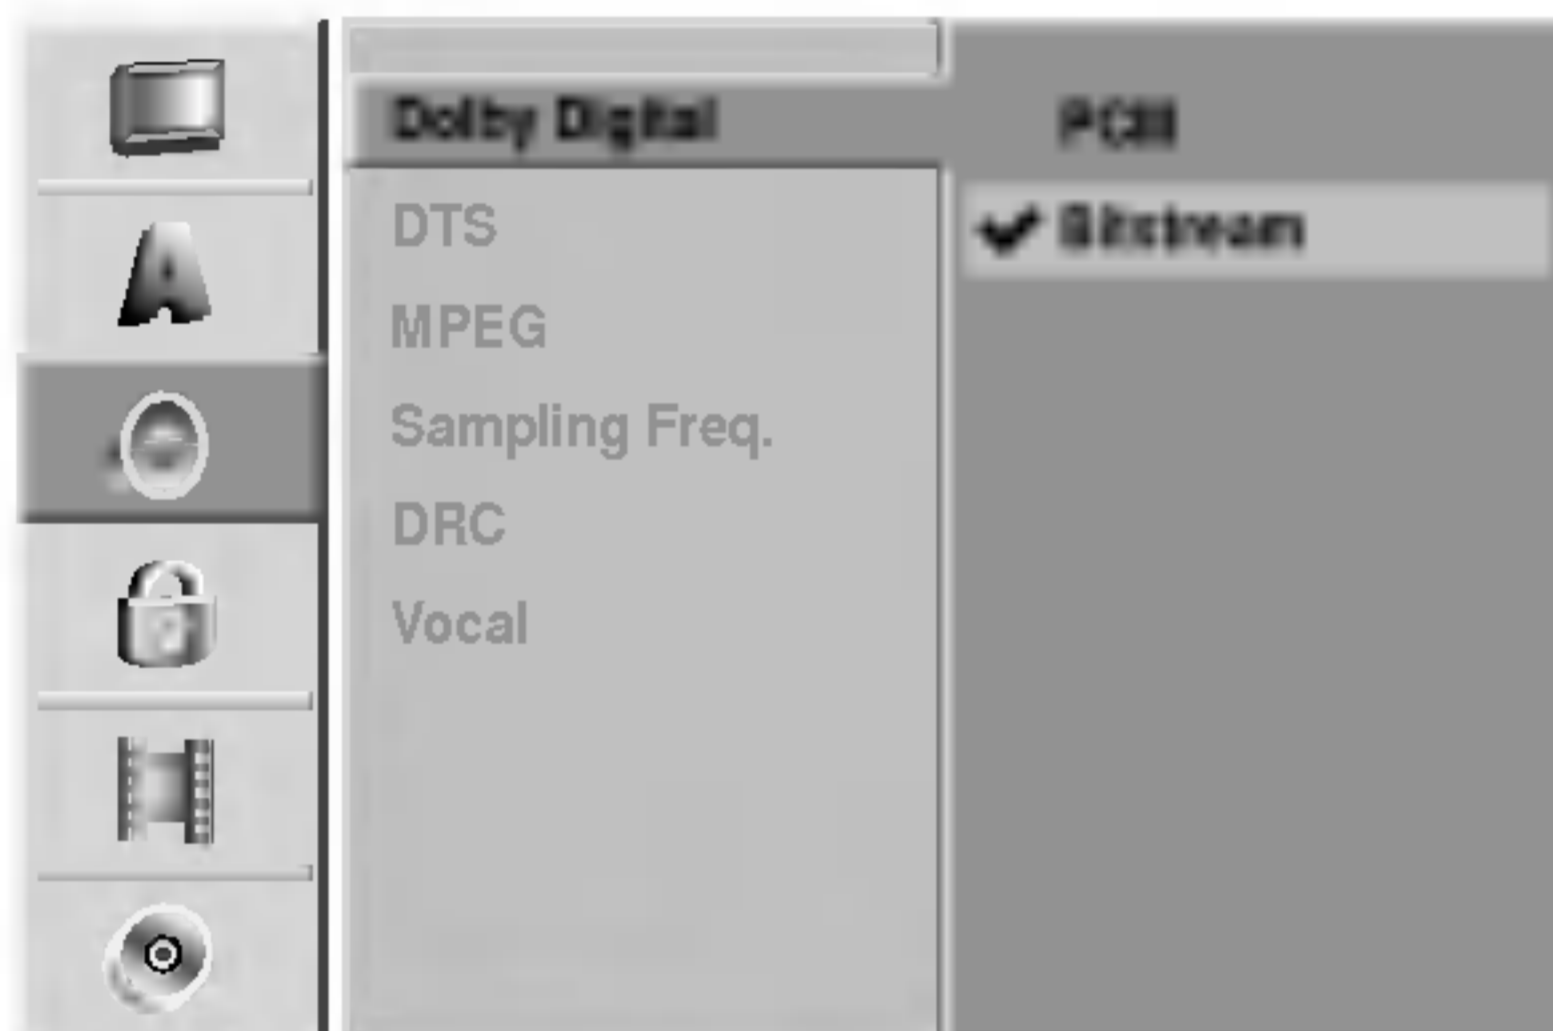 Dolby Digital
PCM
Bitstream
DTS
MPEG
Sampling Freq.
DRC
Vocal